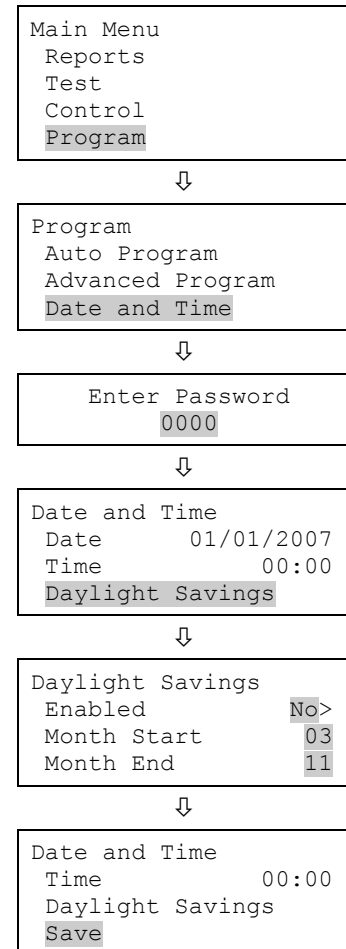 Main Menu
Reports
Test
Control
Program
⇩
Program
Auto Program
Advanced Program
Date and Time
⇩
Enter Password
0000
⇩
Date and Time
Date 01/01/2007
Time 00:00
Daylight Savings
⇩
Daylight Savings
Enabled No>
Month Start 03
Month End 11
⇩
Date and Time
Time 00:00
Daylight Savings
Save